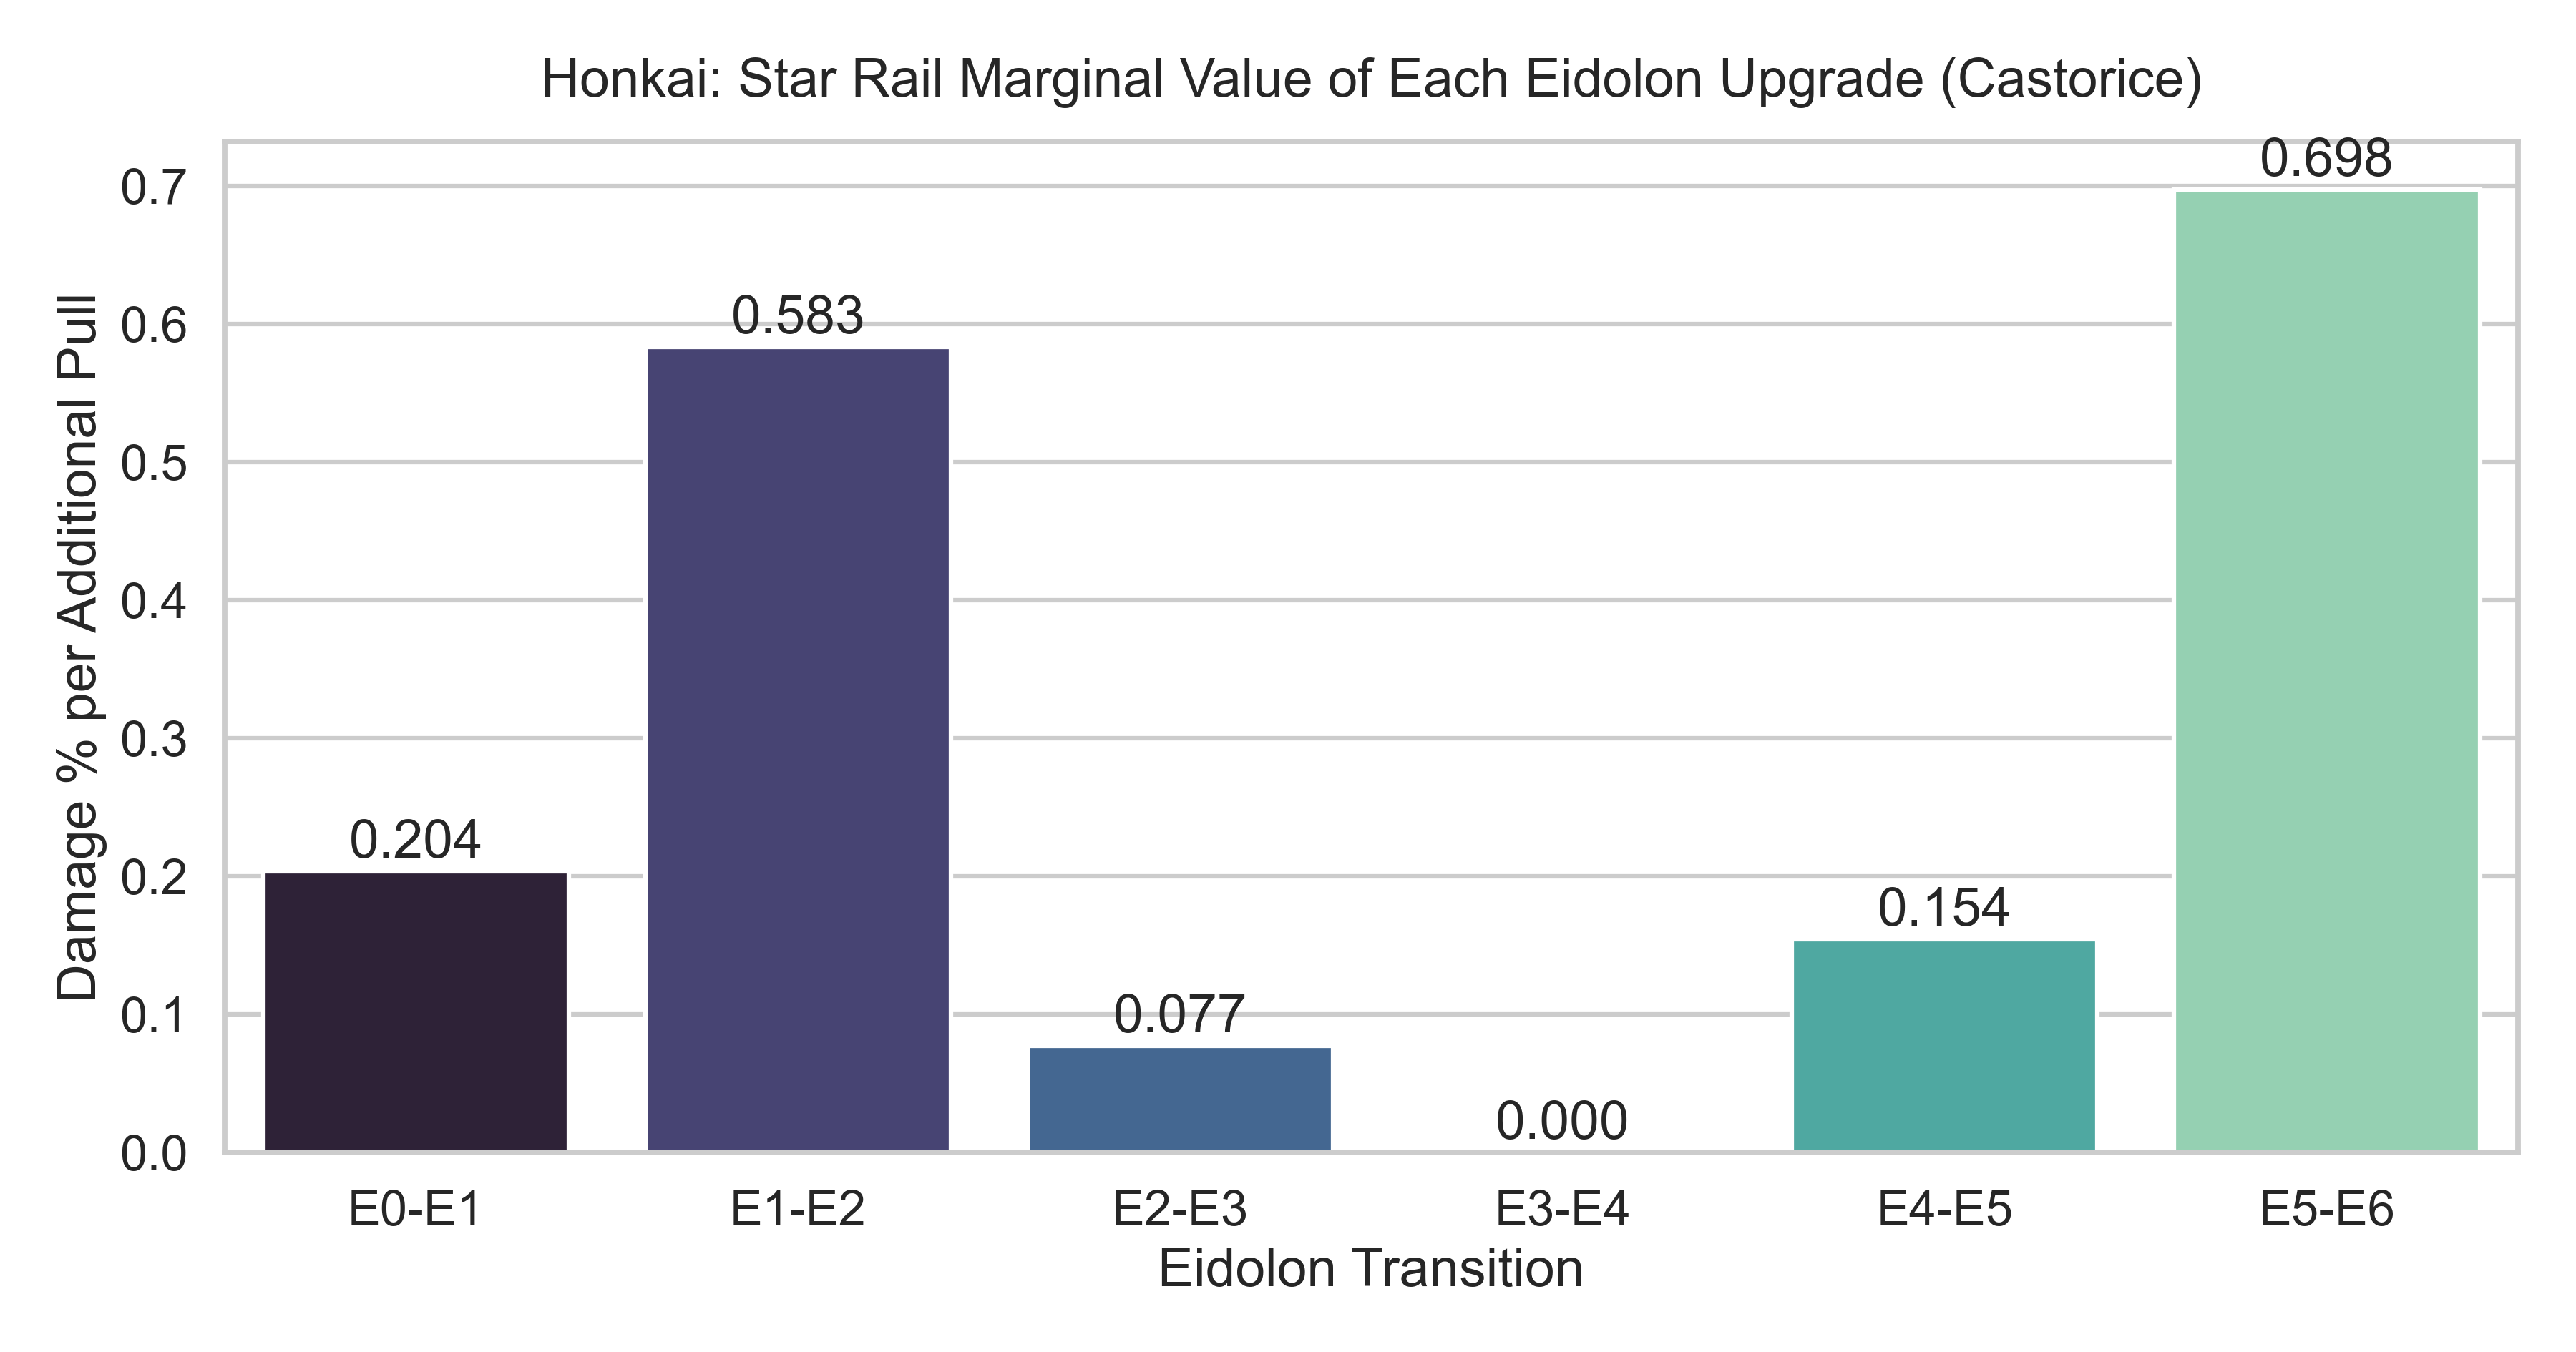 Honkai: Star Rail Marginal Value of Each Eidolon Upgrade (Castorice)
Damage % per Additional Pull
0.7
0.6
0.5
0.4
0.3
0.2
0.1
0.0
0.204
0.583
0.077
0.000
0.154
0.698
E0-E1
E1-E2
E2-E3
E3-E4
E4-E5
E5-E6
Eidolon Transition